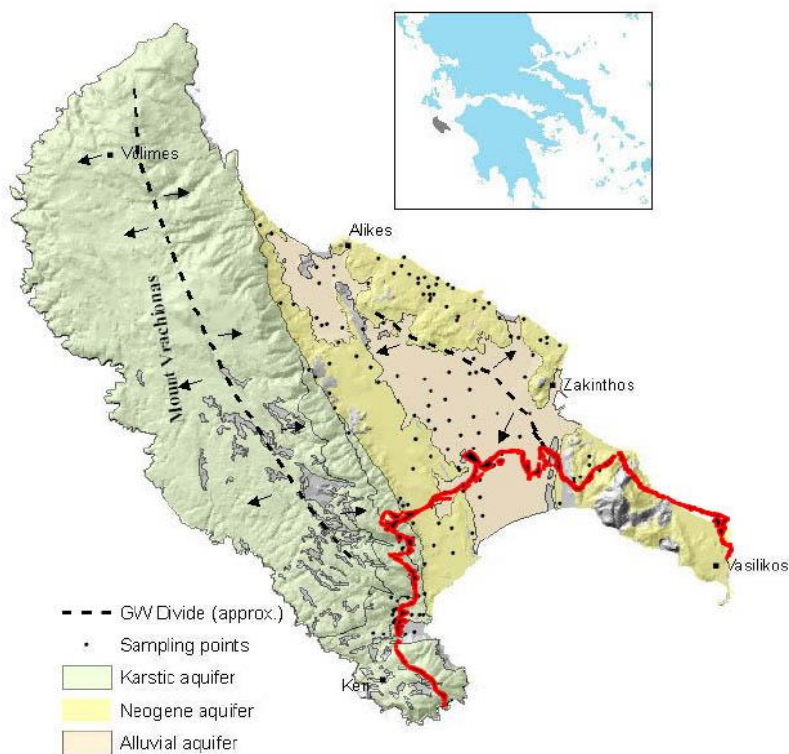 Volimes
Alikes
Mount Vrachionas
Zakinthos
Vasilikos
Keri
GW Divide (approx.)
Sampling points
Karstic aquifer
Neogene aquifer
Alluvial aquifer